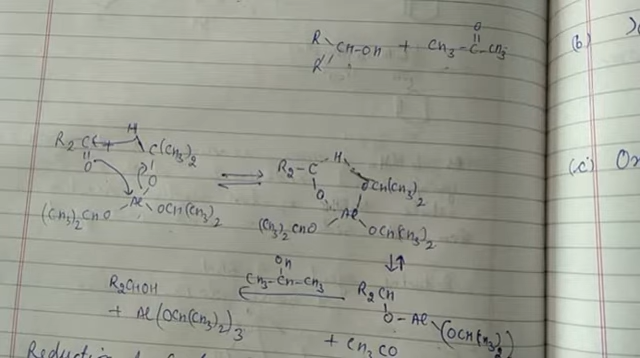 O
R
CH-OH + CH3-C-CH3
R'
(b)
H
R2C C(CH3)2
O O
Al
(CH3)2CHO OCH(CH3)2
(c) Or
H
R2-C OCH(CH3)2
O
Al
(CH3)2CHO OCH(CH3)2
OH
CH3-CH-CH3
R2CHOH
+ Al(OCH(CH3)2)3
R2CH
O-Al (OCH(CH3)2)
+ CH3CO
Reduction